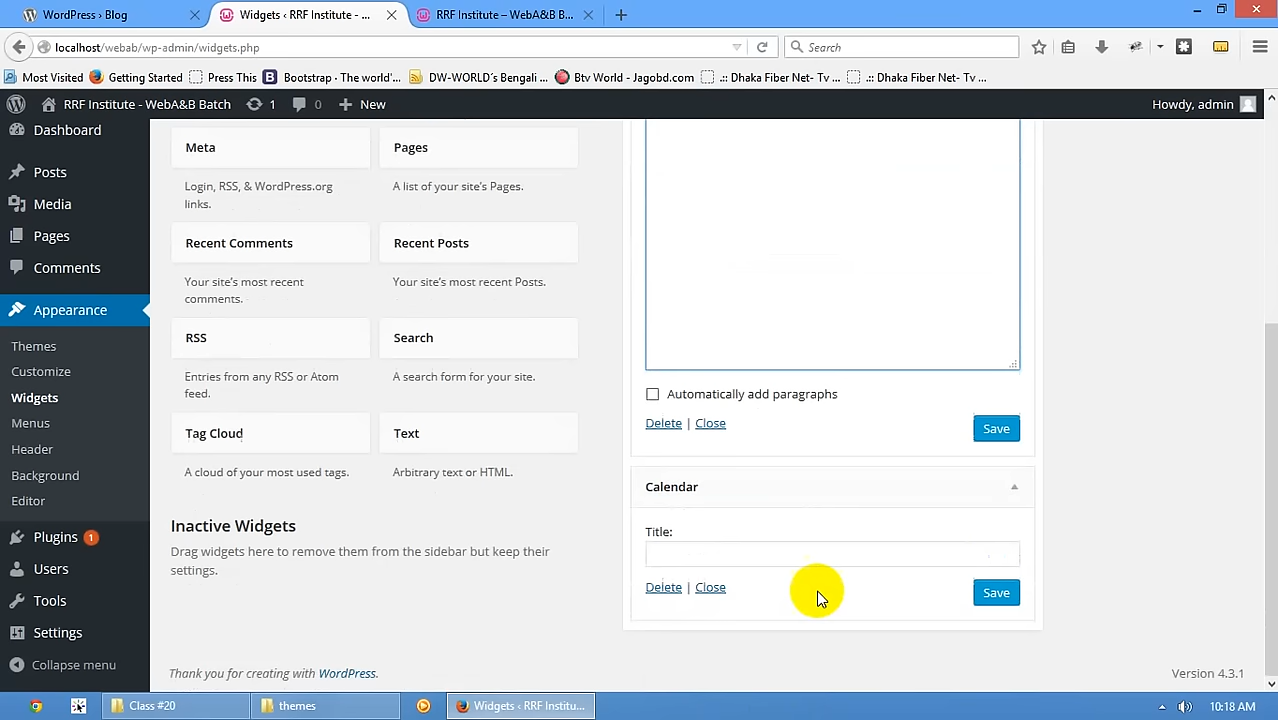 WordPress › Blog
Widgets ‹ RRF Institute - ...
RRF Institute – WebA&B B...
localhost/webab/wp-admin/widgets.php
Search
Most Visited
Getting Started
Press This
Bootstrap · The world'...
DW-WORLD´s Bengali ...
Btv World - Jagobd.com
.:: Dhaka Fiber Net- Tv ...
.:: Dhaka Fiber Net- Tv ...
RRF Institute - WebA&B Batch
1
0
New
Howdy, admin
Dashboard
Posts
Media
Pages
Comments
Appearance
Themes
Customize
Widgets
Menus
Header
Background
Editor
Plugins 1
Users
Tools
Settings
Collapse menu
Meta
Login, RSS, & WordPress.org
links.
Pages
A list of your site's Pages.
Recent Comments
Your site's most recent
comments.
Recent Posts
Your site's most recent Posts.
RSS
Entries from any RSS or Atom
feed.
Search
A search form for your site.
Tag Cloud
A cloud of your most used tags.
Text
Arbitrary text or HTML.
Inactive Widgets
Drag widgets here to remove them from the sidebar but keep their
settings.
Automatically add paragraphs
Delete | Close
Save
Calendar
Title:
Delete | Close
Save
Thank you for creating with WordPress.
Version 4.3.1
Class #20
themes
Widgets ‹ RRF Institu...
10:18 AM